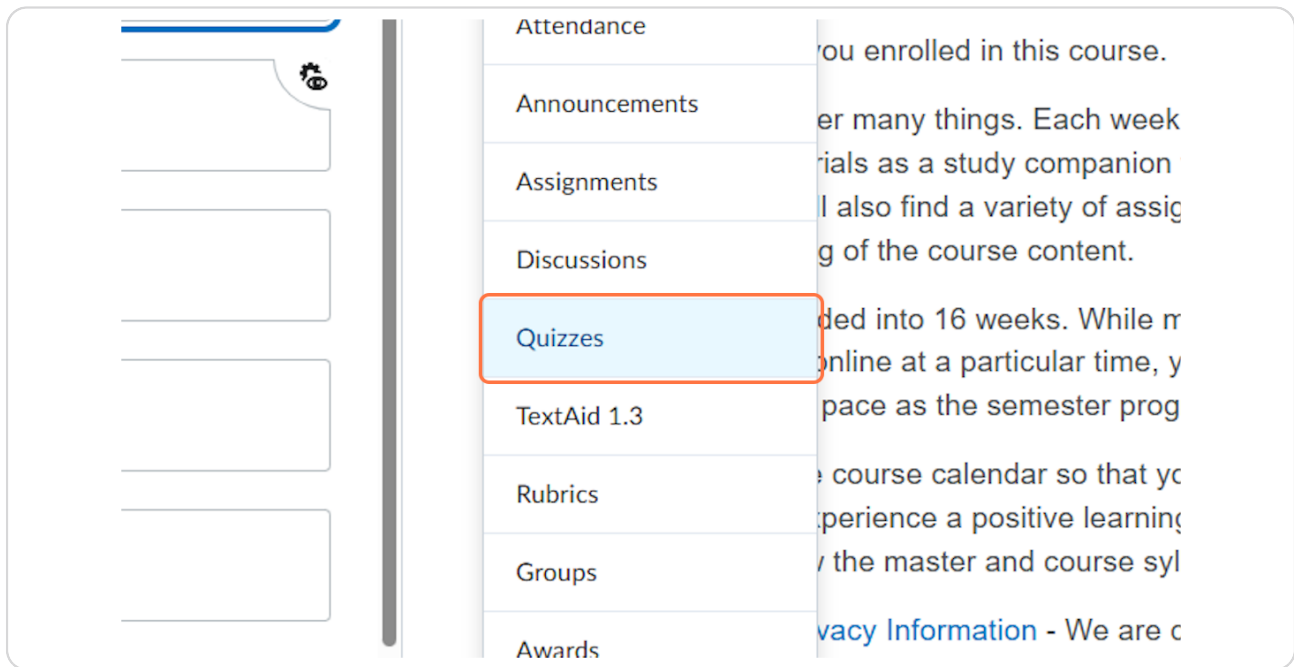 Attendance
Announcements
Assignments
Discussions
Quizzes
TextAid 1.3
Rubrics
Groups
Awards
you enrolled in this course.
er many things. Each week
rials as a study companion
ll also find a variety of assig
g of the course content.
ded into 16 weeks. While m
online at a particular time, y
pace as the semester prog
course calendar so that yo
xperience a positive learning
the master and course syl
vacy Information - We are